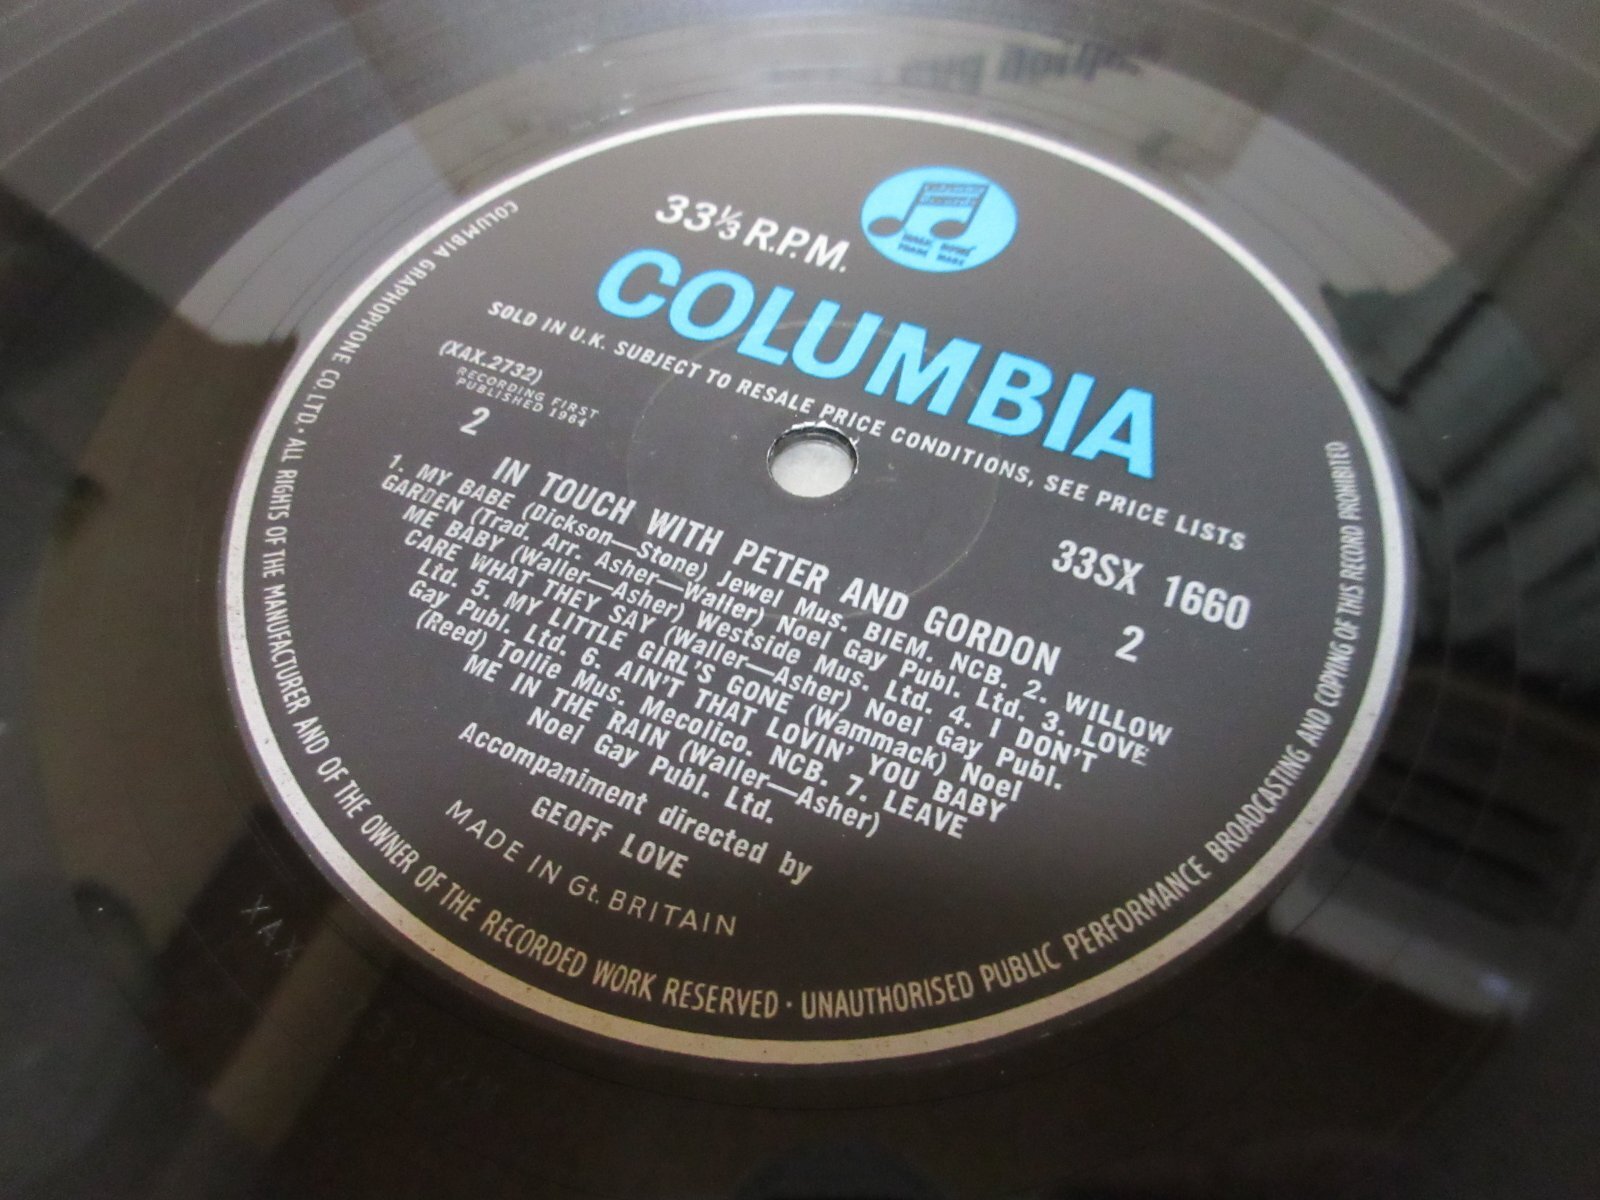 33⅓ R.P.M.
MAGIC NOTES
TRADE MARK
COLUMBIA
SOLD IN U.K. SUBJECT TO RESALE PRICE CONDITIONS, SEE PRICE LISTS
(XAX.2732)
RECORDING FIRST
PUBLISHED 1964
2
33SX 1660
2
IN TOUCH WITH PETER AND GORDON
1. MY BABE (Dickson—Stone) Jewel Mus. BIEM. NCB. 2. WILLOW
GARDEN (Trad. Arr. Asher—Waller) Noel Gay Publ. Ltd. 3. LOVE
ME BABY (Waller—Asher) Westside Mus. Ltd. 4. I DON'T
CARE WHAT THEY SAY (Waller—Asher) Noel Gay Publ.
Ltd. 5. MY LITTLE GIRL'S GONE (Wammack) Noel
Gay Publ. Ltd. 6. AIN'T THAT LOVIN' YOU BABY
(Reed) Tollie Mus. Mecolico. NCB. 7. LEAVE
ME IN THE RAIN (Waller—Asher)
Noel Gay Publ. Ltd.
Accompaniment directed by
GEOFF LOVE
MADE IN Gt. BRITAIN
COLUMBIA GRAPHOPHONE CO. LTD. · ALL RIGHTS OF THE MANUFACTURER AND OF THE OWNER OF THE RECORDED WORK RESERVED · UNAUTHORISED PUBLIC PERFORMANCE BROADCASTING AND COPYING OF THIS RECORD PROHIBITED
XAX